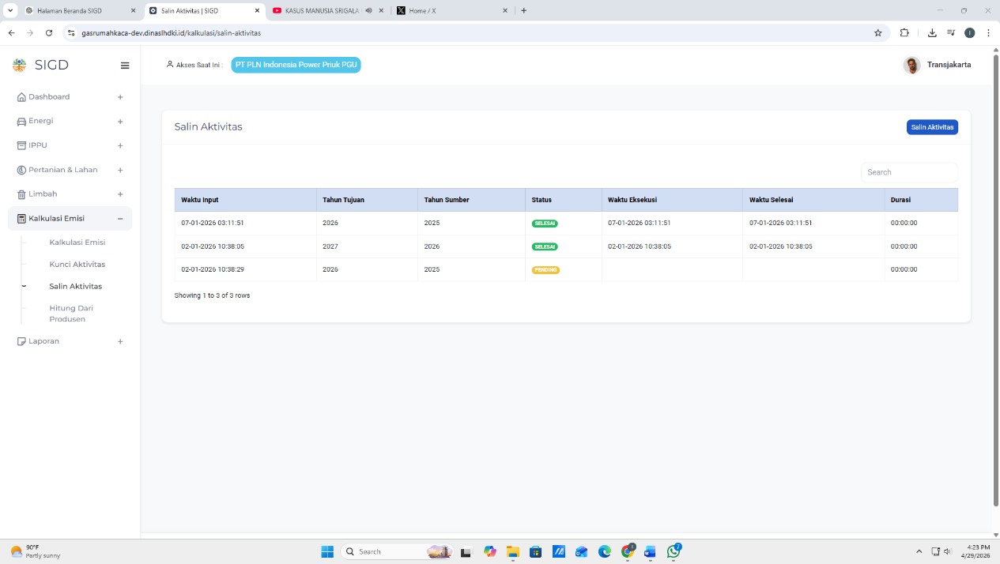 Halaman Beranda SIGD
Salin Aktivitas | SIGD
KASUS MANUSIA SRIGALA
Home / X
gasrumahkaca-dev.dinaslhdki.id/kalkulasi/salin-aktivitas
I
SIGD
Akses Saat Ini :
PT PLN Indonesia Power Priuk PGU
Transjakarta
Dashboard
Energi
IPPU
Pertanian & Lahan
Limbah
Kalkulasi Emisi
Kalkulasi Emisi
Kunci Aktivitas
Salin Aktivitas
Hitung Dari
Produsen
Laporan
Salin Aktivitas
Salin Aktivitas
Search
Waktu Input Tahun Tujuan Tahun Sumber Status Waktu Eksekusi Waktu Selesai Durasi
07-01-2026 03:11:51 2026 2025 SELESAI 07-01-2026 03:11:51 07-01-2026 03:11:51 00:00:00
02-01-2026 10:38:05 2027 2026 SELESAI 02-01-2026 10:38:05 02-01-2026 10:38:05 00:00:00
02-01-2026 10:38:29 2026 2025 PENDING 00:00:00
Showing 1 to 3 of 3 rows
90°F
Partly sunny
Search
7
4:23 PM
4/29/2026